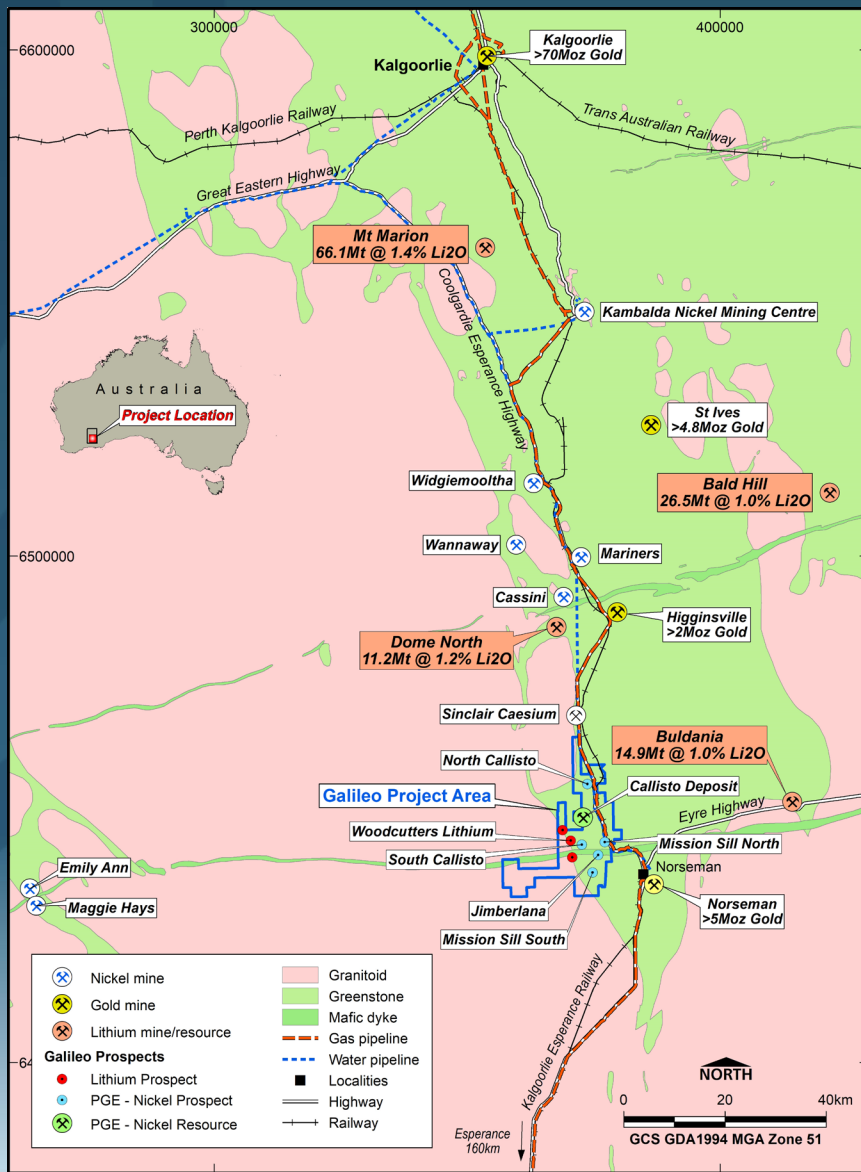 300000
400000
6600000
Kalgoorlie
>70Moz Gold
Kalgoorlie
Perth Kalgoorlie Railway
Trans Australian Railway
Great Eastern Highway
Mt Marion
66.1Mt @ 1.4% Li2O
Coolgardie Esperance Highway
Kambalda Nickel Mining Centre
Australia
Project Location
St Ives
>4.8Moz Gold
Widgiemooltha
Bald Hill
26.5Mt @ 1.0% Li2O
Wannaway
Mariners
6500000
Cassini
Higginsville
>2Moz Gold
Dome North
11.2Mt @ 1.2% Li2O
Sinclair Caesium
Buldania
14.9Mt @ 1.0% Li2O
North Callisto
Callisto Deposit
Galileo Project Area
Eyre Highway
Woodcutters Lithium
Mission Sill North
South Callisto
Norseman
Emily Ann
Maggie Hays
Jimberlana
Norseman
>5Moz Gold
Mission Sill South
Nickel mine
Gold mine
Lithium mine/resource
Galileo Prospects
Lithium Prospect
PGE - Nickel Prospect
PGE - Nickel Resource
Granitoid
Greenstone
Mafic dyke
Gas pipeline
Water pipeline
Localities
Highway
Railway
64
Kalgoorlie Esperance Railway
Esperance
160km
NORTH
0 20 40km
GCS GDA1994 MGA Zone 51